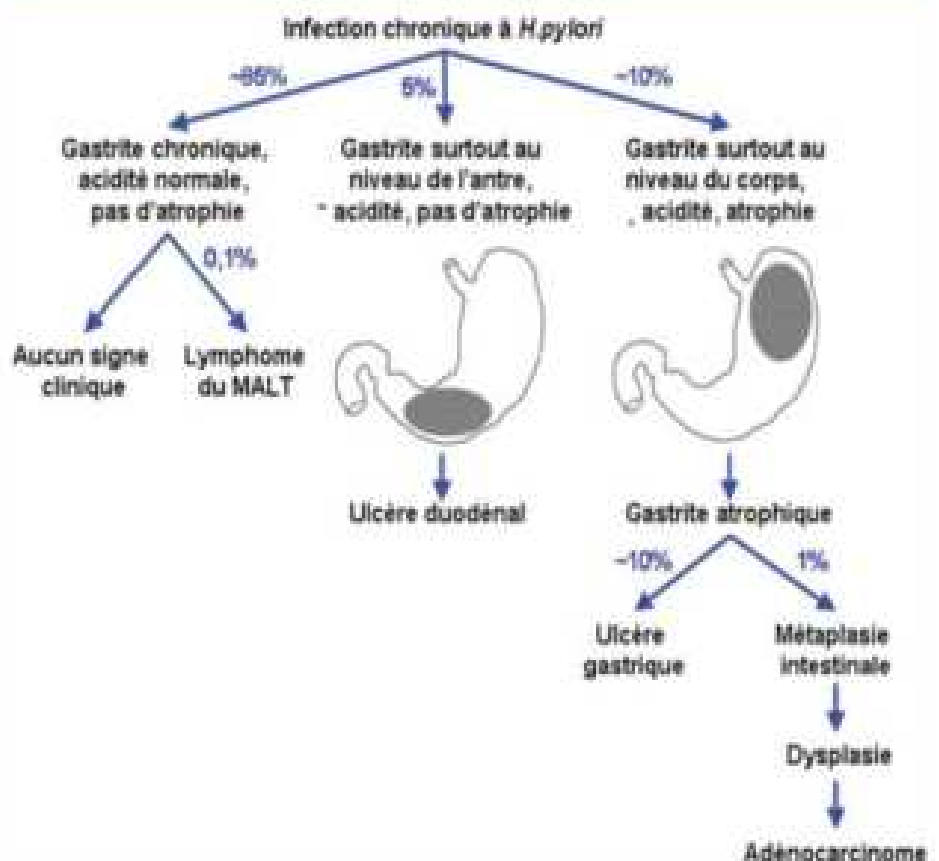 Infection chronique à H.pylori
~85%
5%
~10%
Gastrite chronique,
acidité normale,
pas d'atrophie
Gastrite surtout au
niveau de l'antre,
acidité, pas d'atrophie
Gastrite surtout au
niveau du corps,
acidité, atrophie
0,1%
Aucun signe
clinique
Lymphome
du MALT
Ulcère duodénal
Gastrite atrophique
~10%
1%
Ulcère
gastrique
Métaplasie
intestinale
Dysplasie
Adénocarcinome